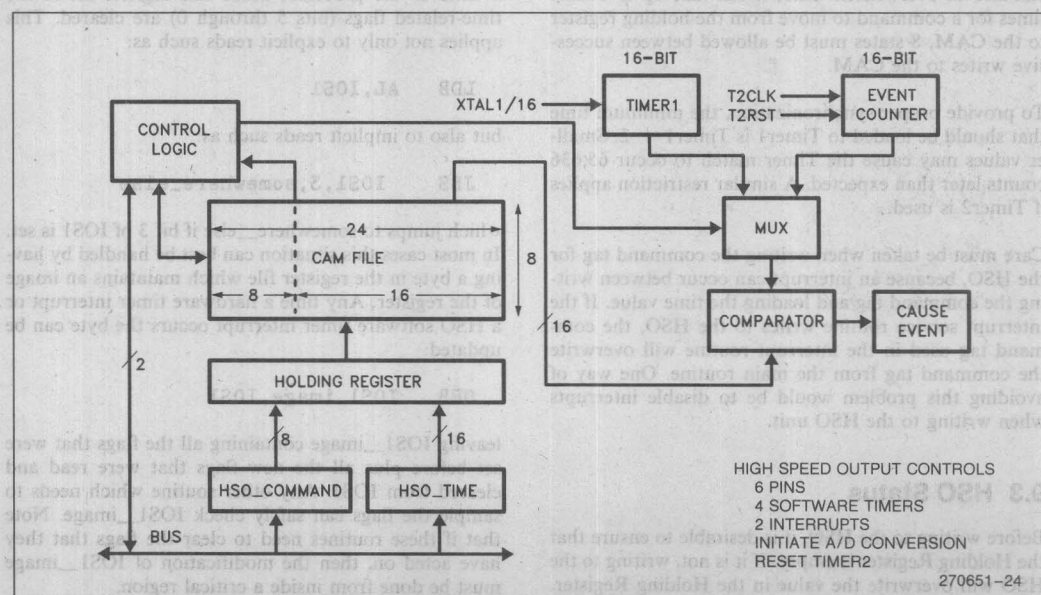 16-BIT
16-BIT
XTAL1/16
TIMER1
T2CLK
T2RST
EVENT
COUNTER
CONTROL
LOGIC
MUX
24
CAM FILE
8
8
16
16
COMPARATOR
CAUSE
EVENT
2
HOLDING REGISTER
8
16
HSO_COMMAND
HSO_TIME
BUS
HIGH SPEED OUTPUT CONTROLS
6 PINS
4 SOFTWARE TIMERS
2 INTERRUPTS
INITIATE A/D CONVERSION
RESET TIMER2
270651-24